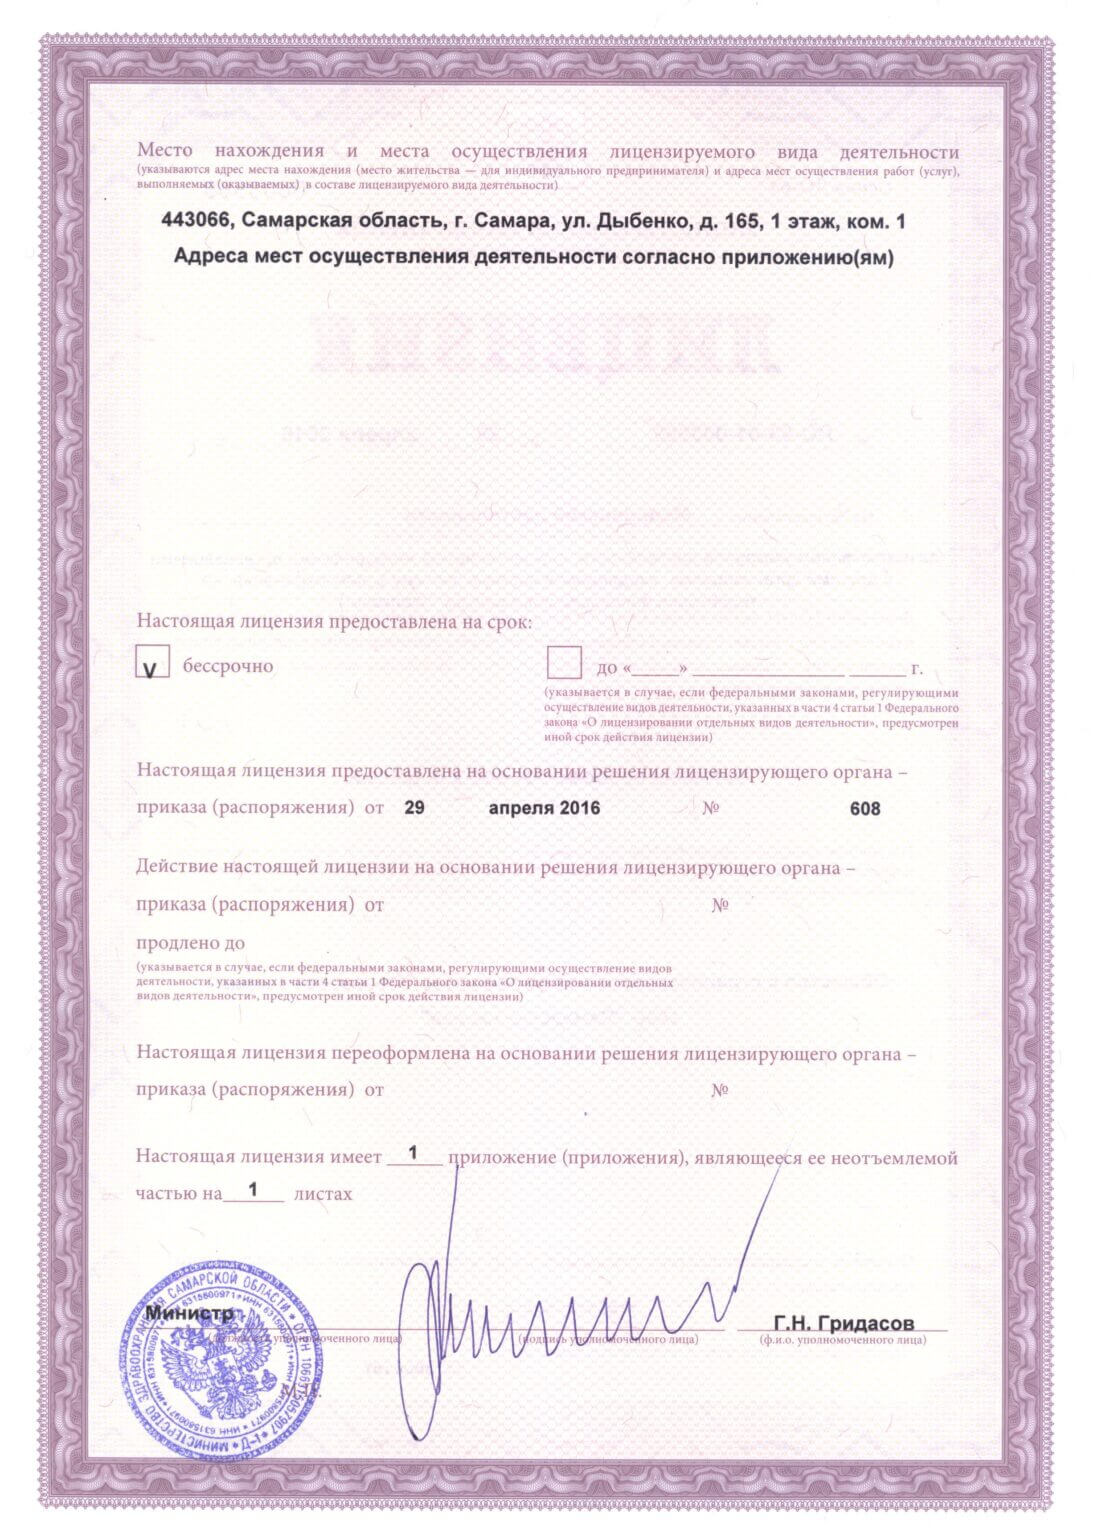 Место нахождения и места осуществления лицензируемого вида деятельности
(указываются адрес места нахождения (место жительства — для индивидуального предпринимателя) и адреса мест осуществления работ (услуг),
выполняемых (оказываемых) в составе лицензируемого вида деятельности)
443066, Самарская область, г. Самара, ул. Дыбенко, д. 165, 1 этаж, ком. 1
Адреса мест осуществления деятельности согласно приложению(ям)
Настоящая лицензия предоставлена на срок:
V бессрочно
до «_____» ________________ ______ г.
(указывается в случае, если федеральными законами, регулирующими
осуществление видов деятельности, указанных в части 4 статьи 1 Федерального
закона «О лицензировании отдельных видов деятельности», предусмотрен
иной срок действия лицензии)
Настоящая лицензия предоставлена на основании решения лицензирующего органа –
приказа (распоряжения) от 29 апреля 2016 № 608
Действие настоящей лицензии на основании решения лицензирующего органа –
приказа (распоряжения) от №
продлено до
(указывается в случае, если федеральными законами, регулирующими осуществление видов
деятельности, указанных в части 4 статьи 1 Федерального закона «О лицензировании отдельных
видов деятельности», предусмотрен иной срок действия лицензии)
Настоящая лицензия переоформлена на основании решения лицензирующего органа –
приказа (распоряжения) от №
Настоящая лицензия имеет 1 приложение (приложения), являющееся ее неотъемлемой
частью на 1 листах
Министр Г.Н. Гридасов
(должность уполномоченного лица) (подпись уполномоченного лица) (ф.и.о. уполномоченного лица)
МИНИСТЕРСТВО ЗДРАВООХРАНЕНИЯ САМАРСКОЙ ОБЛАСТИ * ОГРН
ИНН 6315800971 * ИНН 6315800971 * ИНН 6315800971